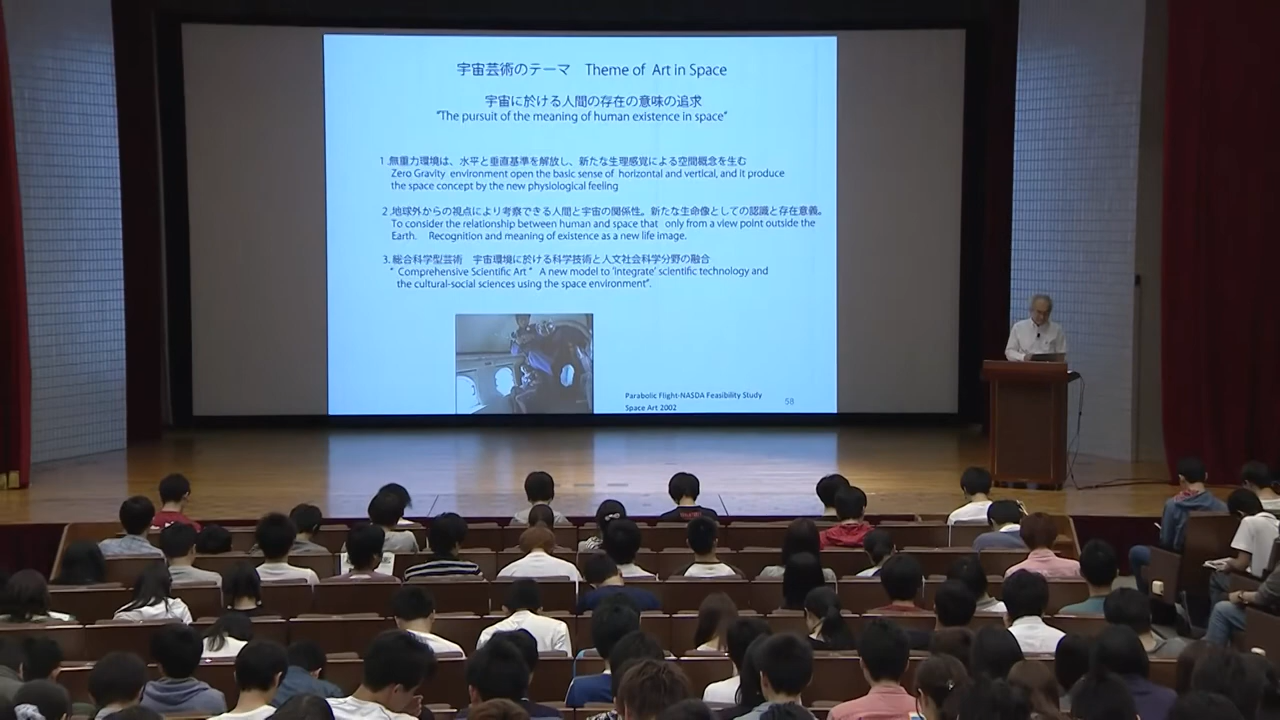 宇宙芸術のテーマ Theme of Art in Space
宇宙に於ける人間の存在の意味の追求
"The pursuit of the meaning of human existence in space"
1.無重力環境は、水平と垂直基準を解放し、新たな生理感覚による空間概念を生む
Zero Gravity environment open the basic sense of horizontal and vertical, and it produce
the space concept by the new physiological feeling
2.地球外からの視点により考察できる人間と宇宙の関係性。新たな生命像としての認識と存在意義。
To consider the relationship between human and space that only from a view point outside the
Earth. Recognition and meaning of existence as a new life image.
3. 総合科学型芸術 宇宙環境に於ける科学技術と人文社会科学分野の融合
" Comprehensive Scientific Art " A new model to 'integrate' scientific technology and
the cultural-social sciences using the space environment".
Parabolic Flight-NASDA Feasibility Study
Space Art 2002
58